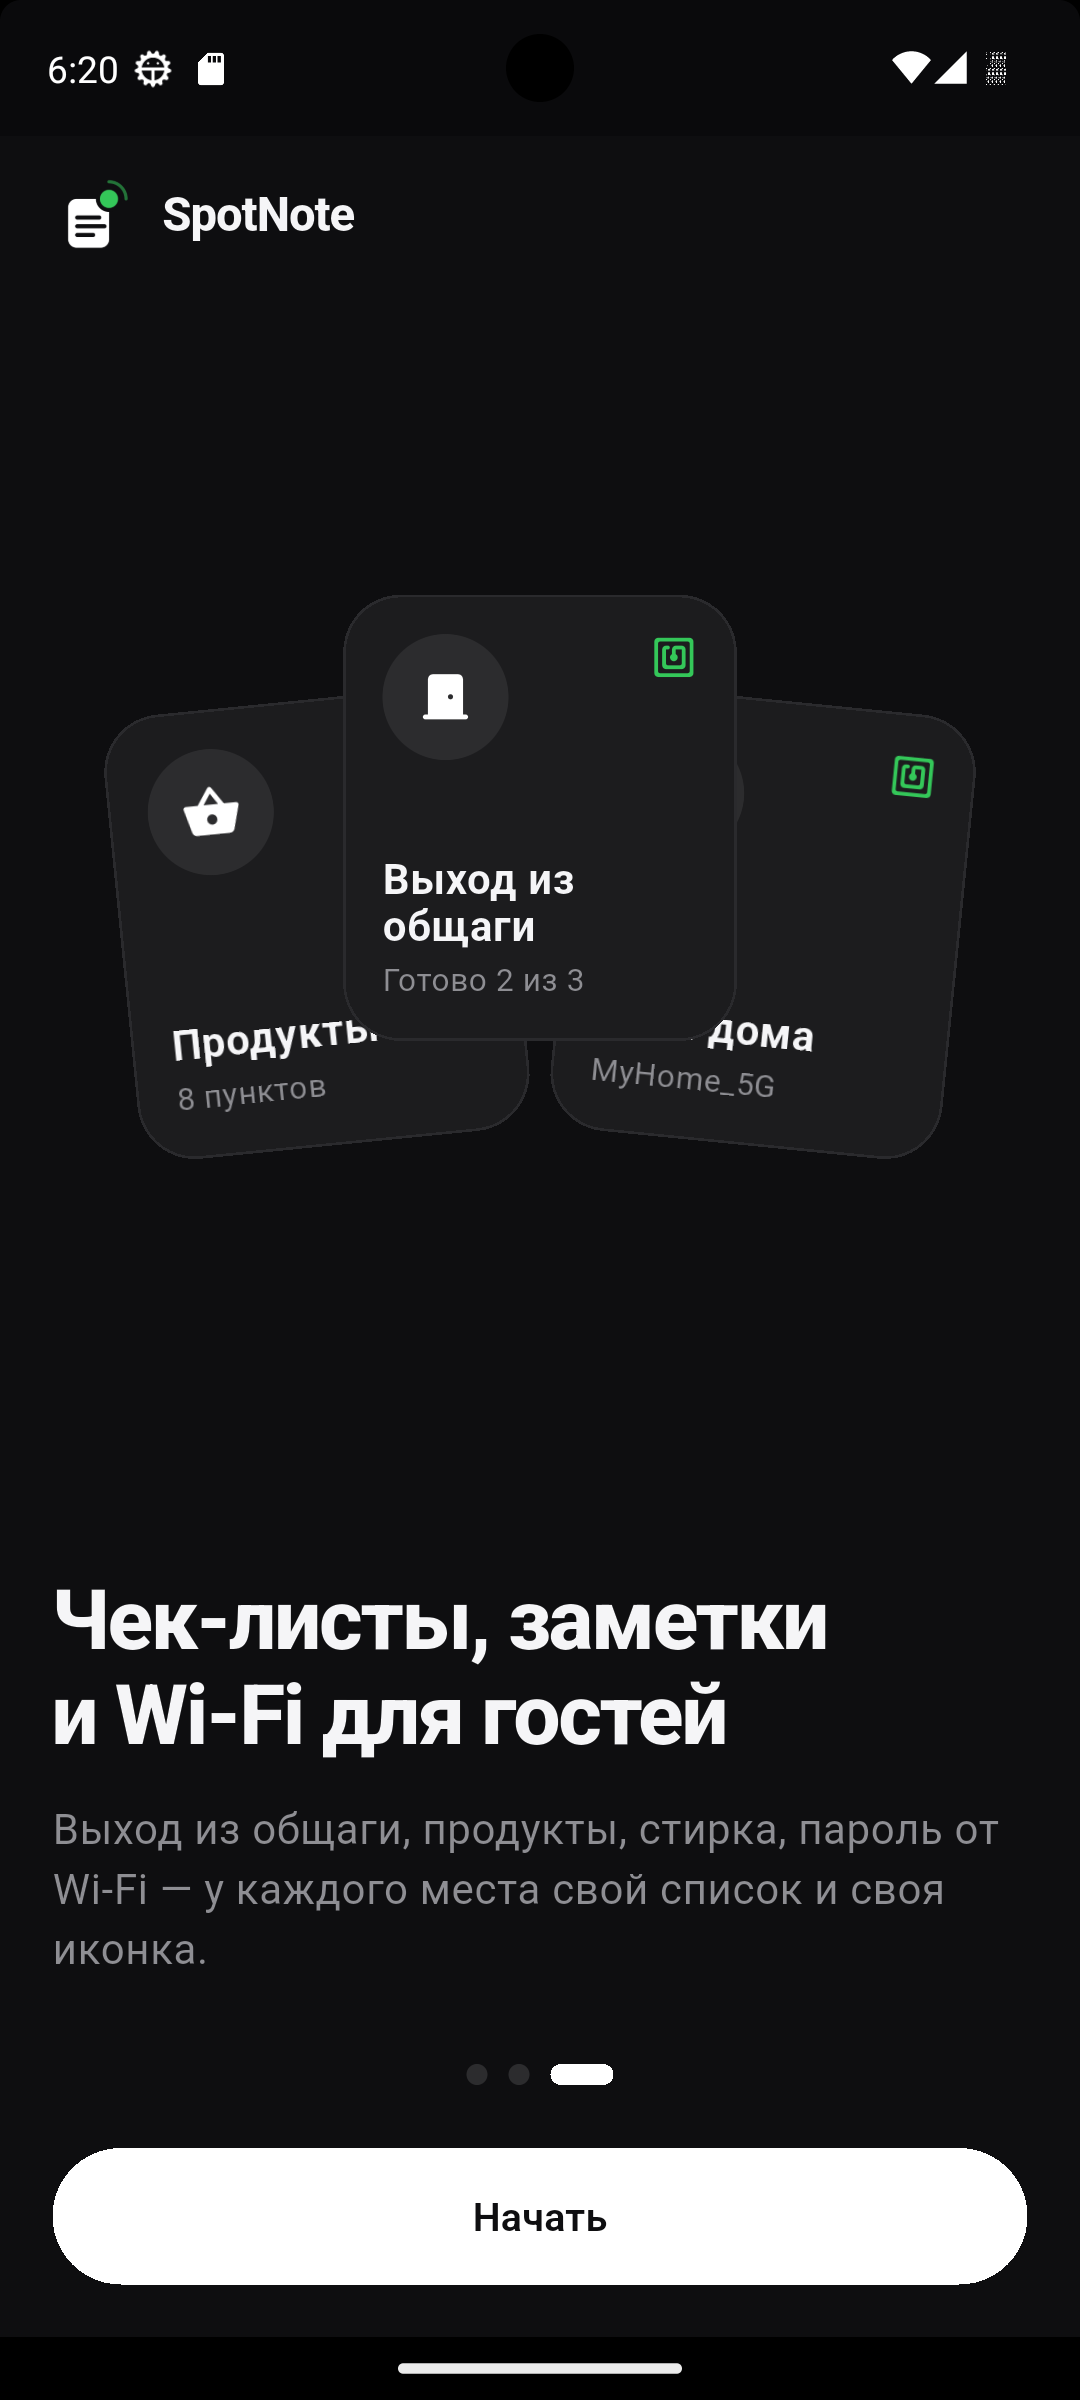 6:20
SpotNote
Выход из
общаги
Готово 2 из 3
Продукты
8 пунктов
дома
MyHome_5G
Чек-листы, заметки
и Wi-Fi для гостей
Выход из общаги, продукты, стирка, пароль от
Wi-Fi — у каждого места свой список и своя
иконка.
Начать